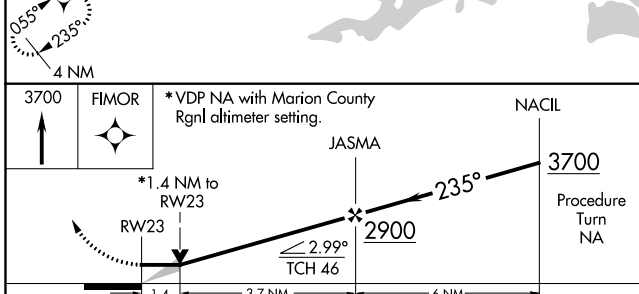 055°
235°
4 NM
3700
FIMOR
* VDP NA with Marion County
Rgnl altimeter setting.
NACIL
JASMA
3700
235°
*1.4 NM to
RW23
RW23
2900
Procedure
Turn
NA
2.99°
TCH 46
1.4
3.7 NM
6 NM